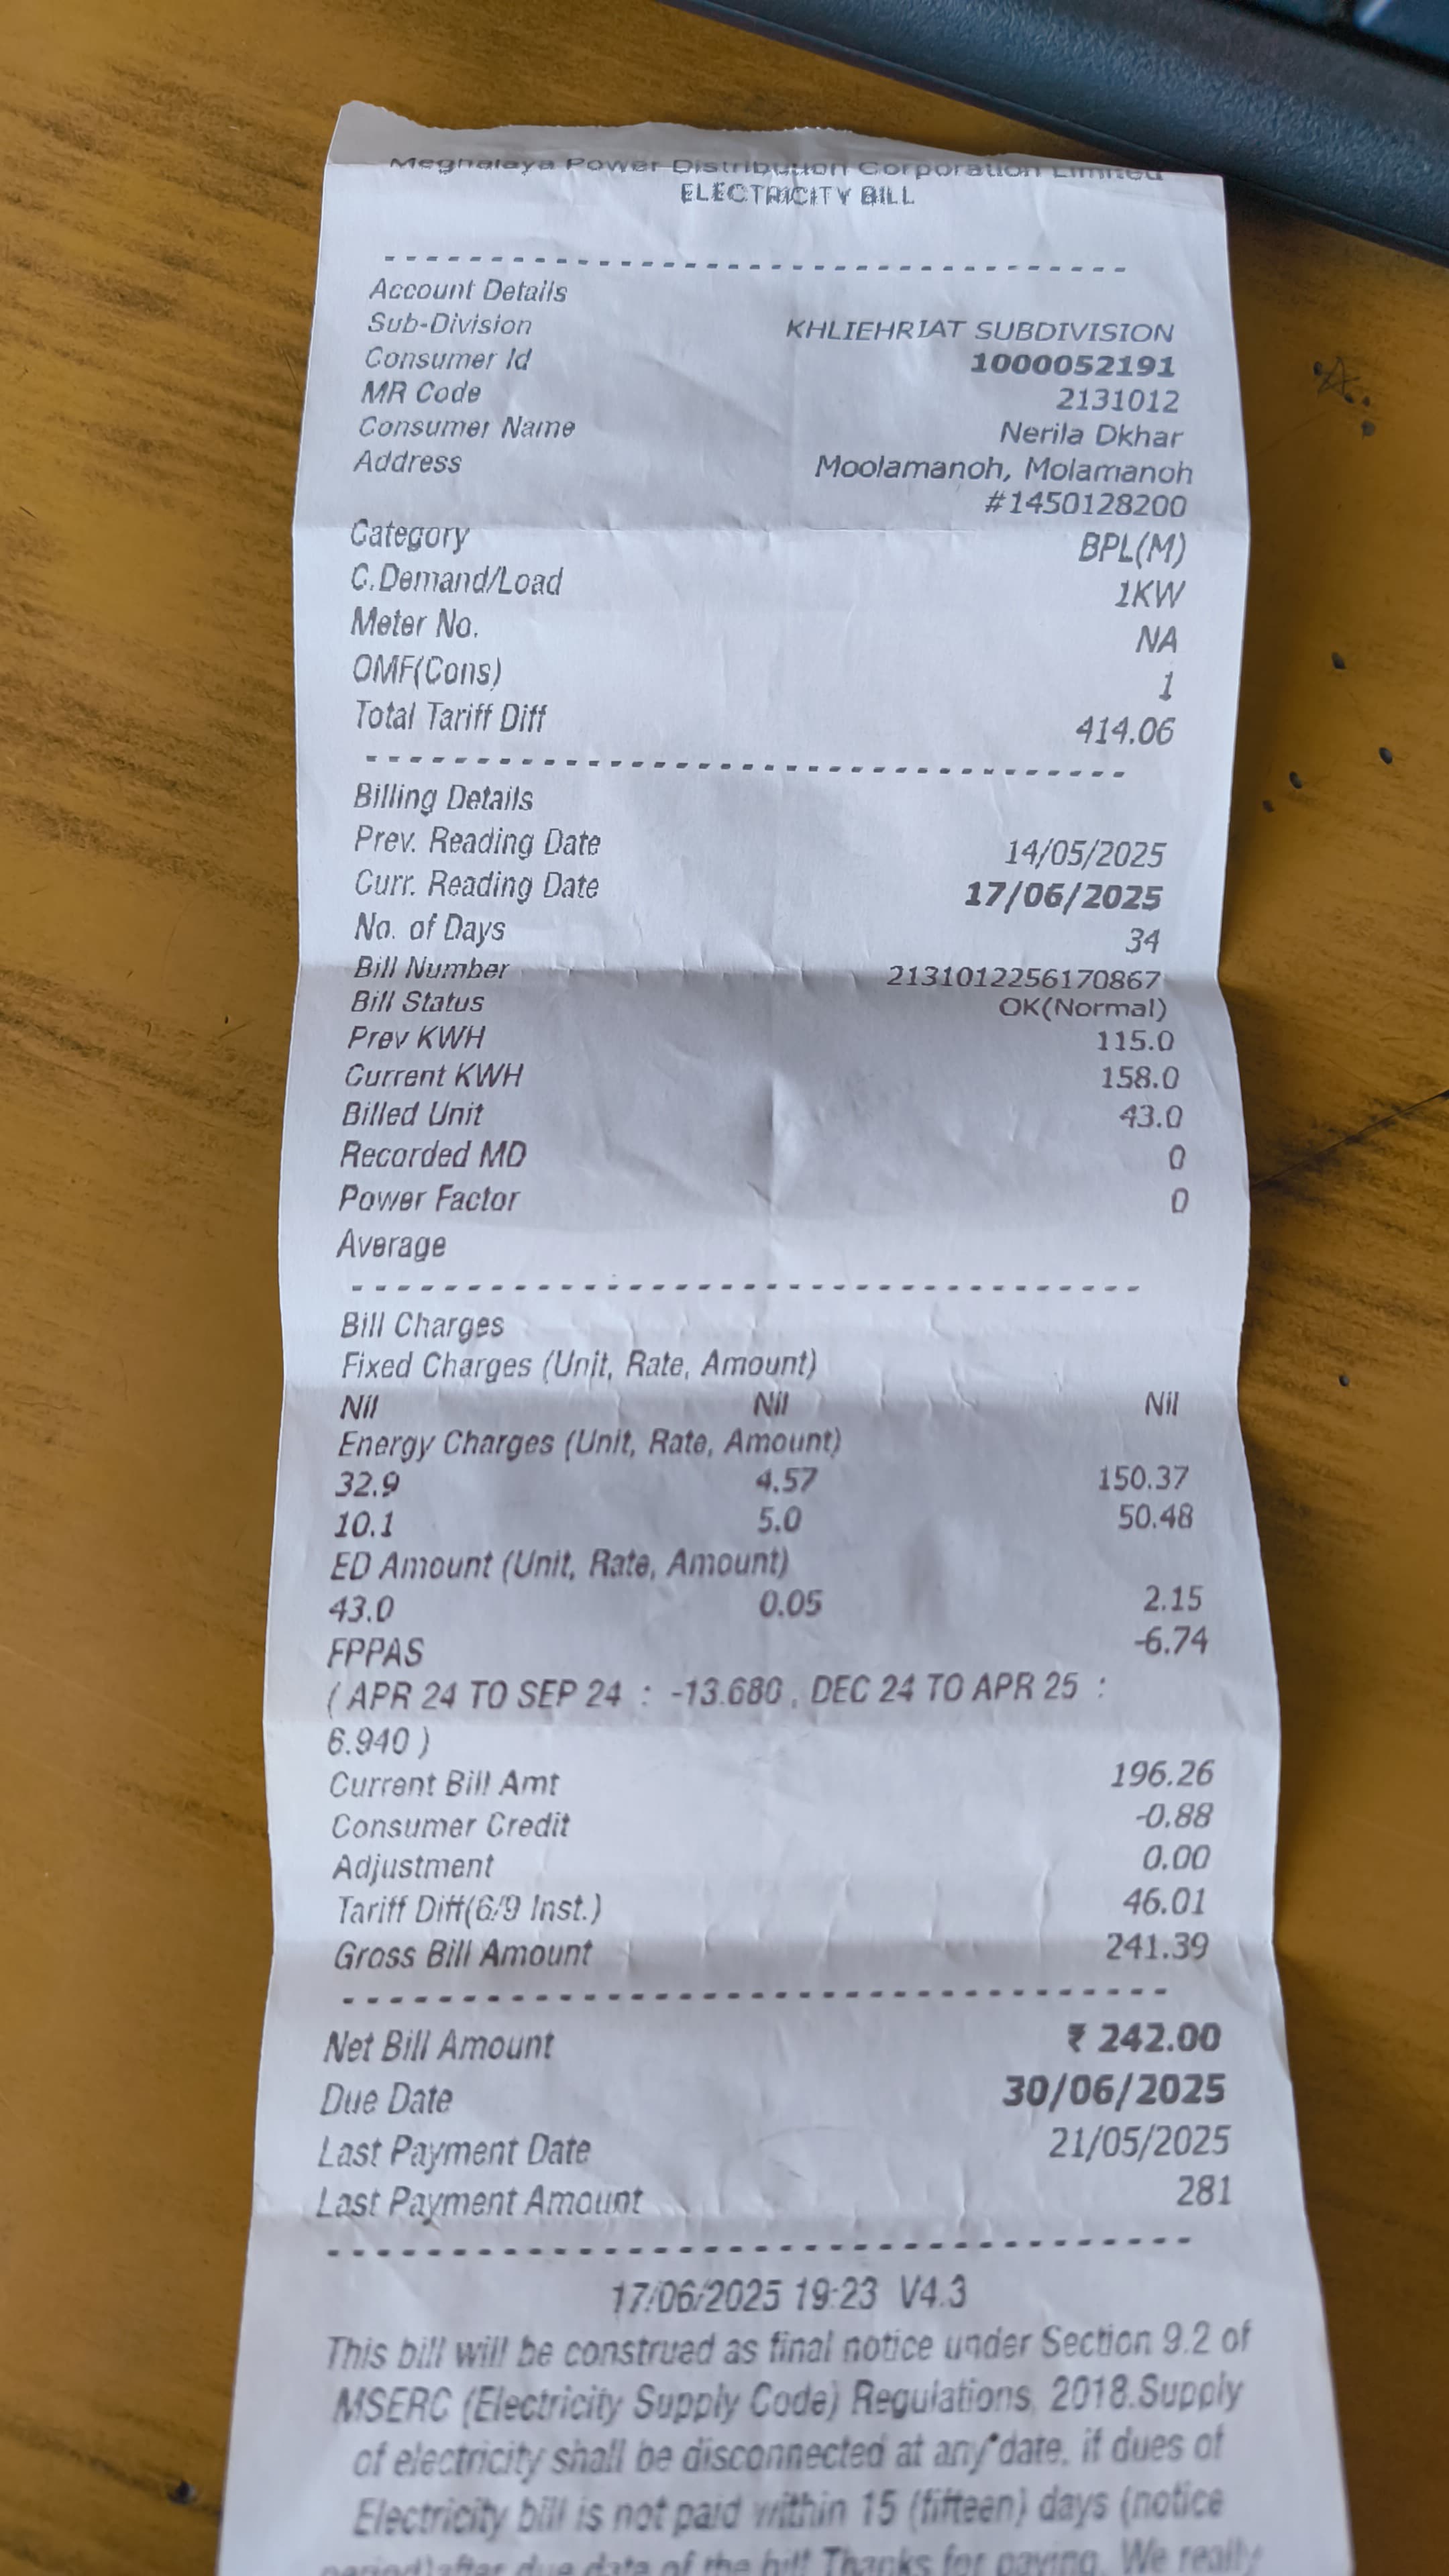 Meghalaya Power Distribution Corporation Limited
ELECTRICITY BILL
Account Details
Sub-Division KHLIEHRIAT SUBDIVISION
Consumer Id 1000052191
MR Code 2131012
Consumer Name Nerila Dkhar
Address Moolamanoh, Molamanoh
#1450128200
Category BPL(M)
C.Demand/Load 1KW
Meter No. NA
OMF(Cons) 1
Total Tariff Diff 414.06
Billing Details
Prev. Reading Date 14/05/2025
Curr. Reading Date 17/06/2025
No. of Days 34
Bill Number 2131012256170867
Bill Status OK(Normal)
Prev KWH 115.0
Current KWH 158.0
Billed Unit 43.0
Recorded MD 0
Power Factor 0
Average
Bill Charges
Fixed Charges (Unit, Rate, Amount)
Nil Nil Nil
Energy Charges (Unit, Rate, Amount)
32.9 4.57 150.37
10.1 5.0 50.48
ED Amount (Unit, Rate, Amount)
43.0 0.05 2.15
FPPAS -6.74
( APR 24 TO SEP 24 : -13.680 , DEC 24 TO APR 25 :
6.940 )
Current Bill Amt 196.26
Consumer Credit -0.88
Adjustment 0.00
Tariff Diff(6/9 Inst.) 46.01
Gross Bill Amount 241.39
Net Bill Amount ₹ 242.00
Due Date 30/06/2025
Last Payment Date 21/05/2025
Last Payment Amount 281
17/06/2025 19:23 V4.3
This bill will be construed as final notice under Section 9.2 of
MSERC (Electricity Supply Code) Regulations, 2018.Supply
of electricity shall be disconnected at any date, if dues of
Electricity bill is not paid within 15 (fifteen) days (notice
period)after due date of the bill Thanks for paying. We really